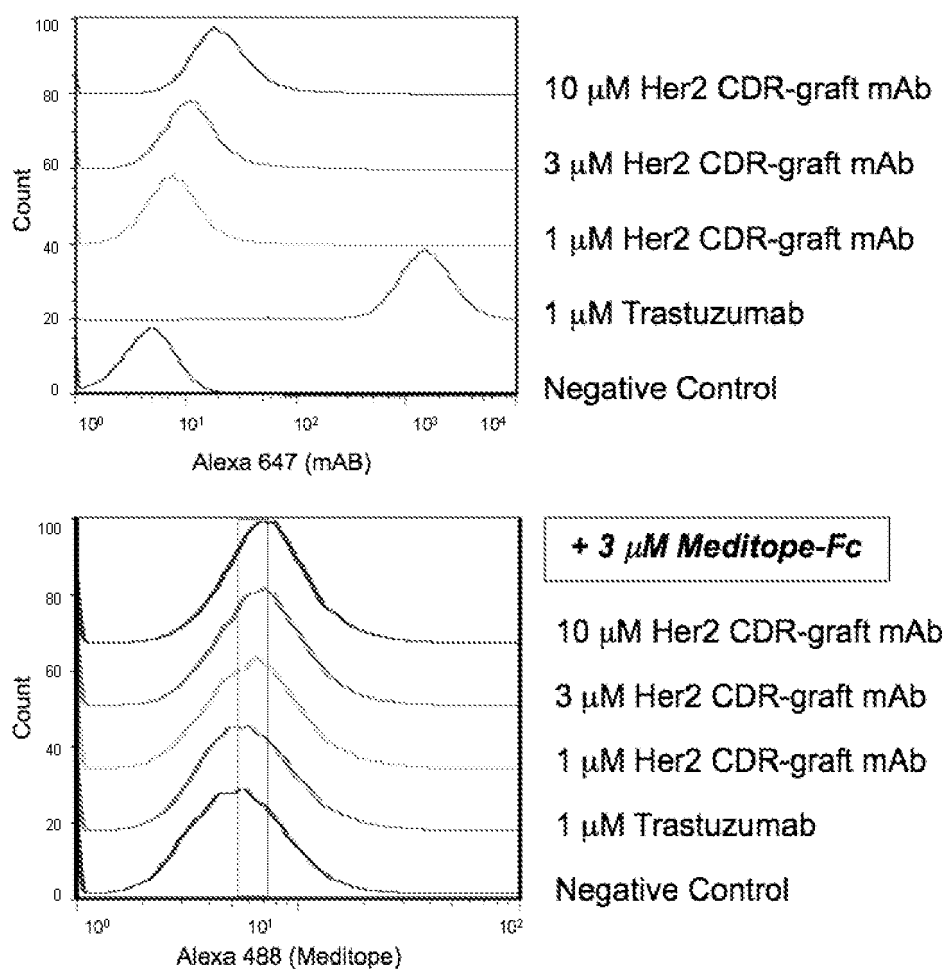 100
80
60
40
20
0
Count
10⁰ 10¹ 10² 10³ 10⁴
Alexa 647 (mAB)
10 µM Her2 CDR-graft mAb
3 µM Her2 CDR-graft mAb
1 µM Her2 CDR-graft mAb
1 µM Trastuzumab
Negative Control
100
80
60
40
20
0
Count
10⁰ 10¹ 10²
Alexa 488 (Meditope)
+ 3 µM Meditope-Fc
10 µM Her2 CDR-graft mAb
3 µM Her2 CDR-graft mAb
1 µM Her2 CDR-graft mAb
1 µM Trastuzumab
Negative Control